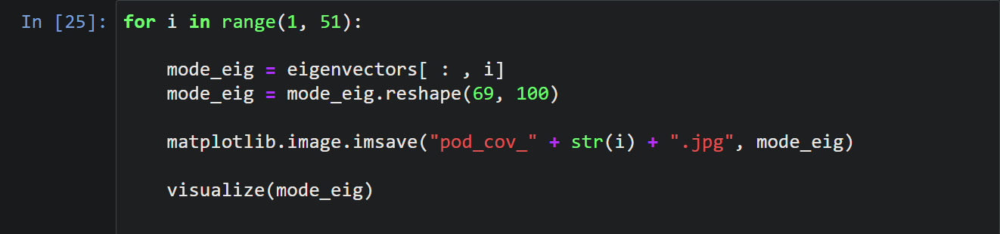 In [25]: for i in range(1, 51):
mode_eig = eigenvectors[ : , i]
mode_eig = mode_eig.reshape(69, 100)
matplotlib.image.imsave("pod_cov_" + str(i) + ".jpg", mode_eig)
visualize(mode_eig)